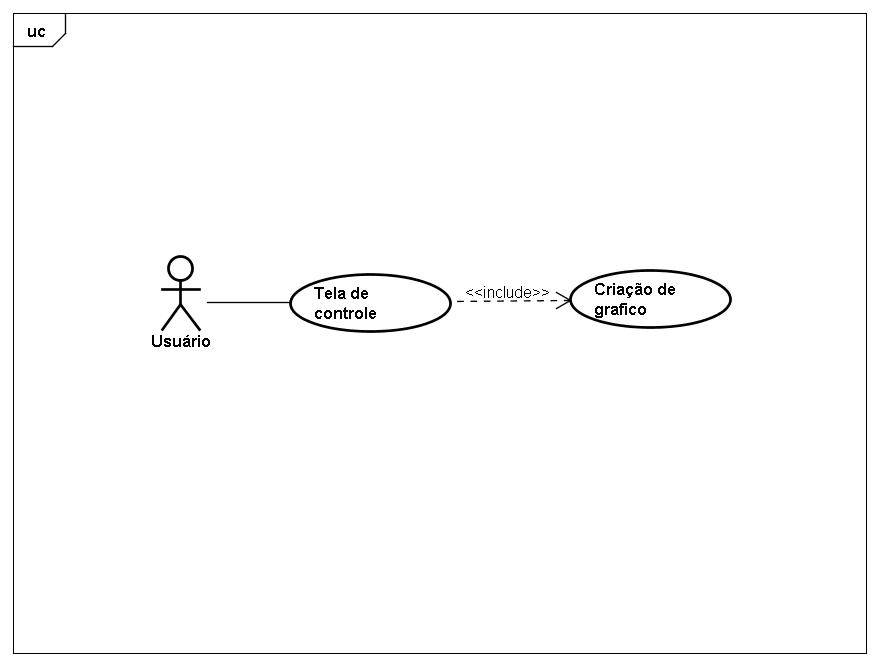 uc
Tela de
controle
<<include>>
Criação de
grafico
Usuário